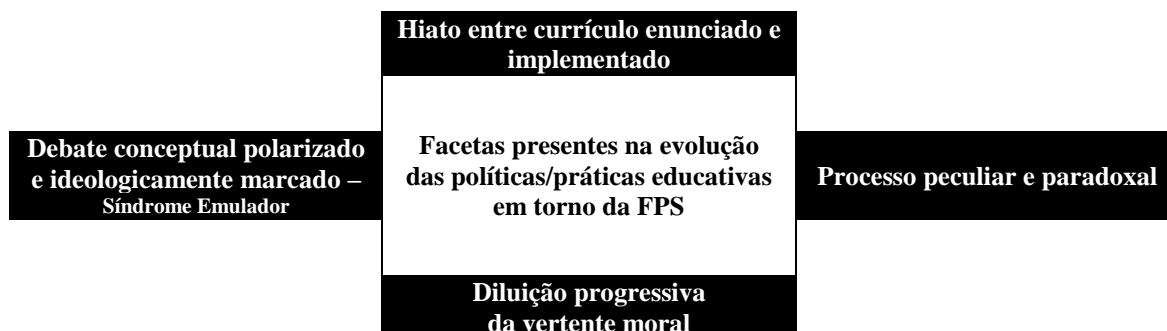 Hiato entre currículo enunciado e
implementado
Debate conceptual polarizado
e ideologicamente marcado –
Síndrome Emulador
Facetas presentes na evolução
das políticas/práticas educativas
em torno da FPS
Processo peculiar e paradoxal
Diluição progressiva
da vertente moral